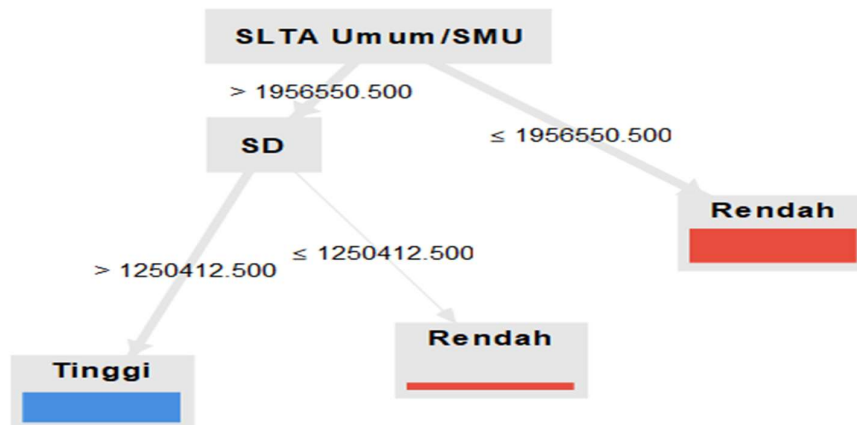 SLTA Umum/SMU
> 1956550.500
SD
≤ 1956550.500
Rendah
> 1250412.500
≤ 1250412.500
Rendah
Tinggi